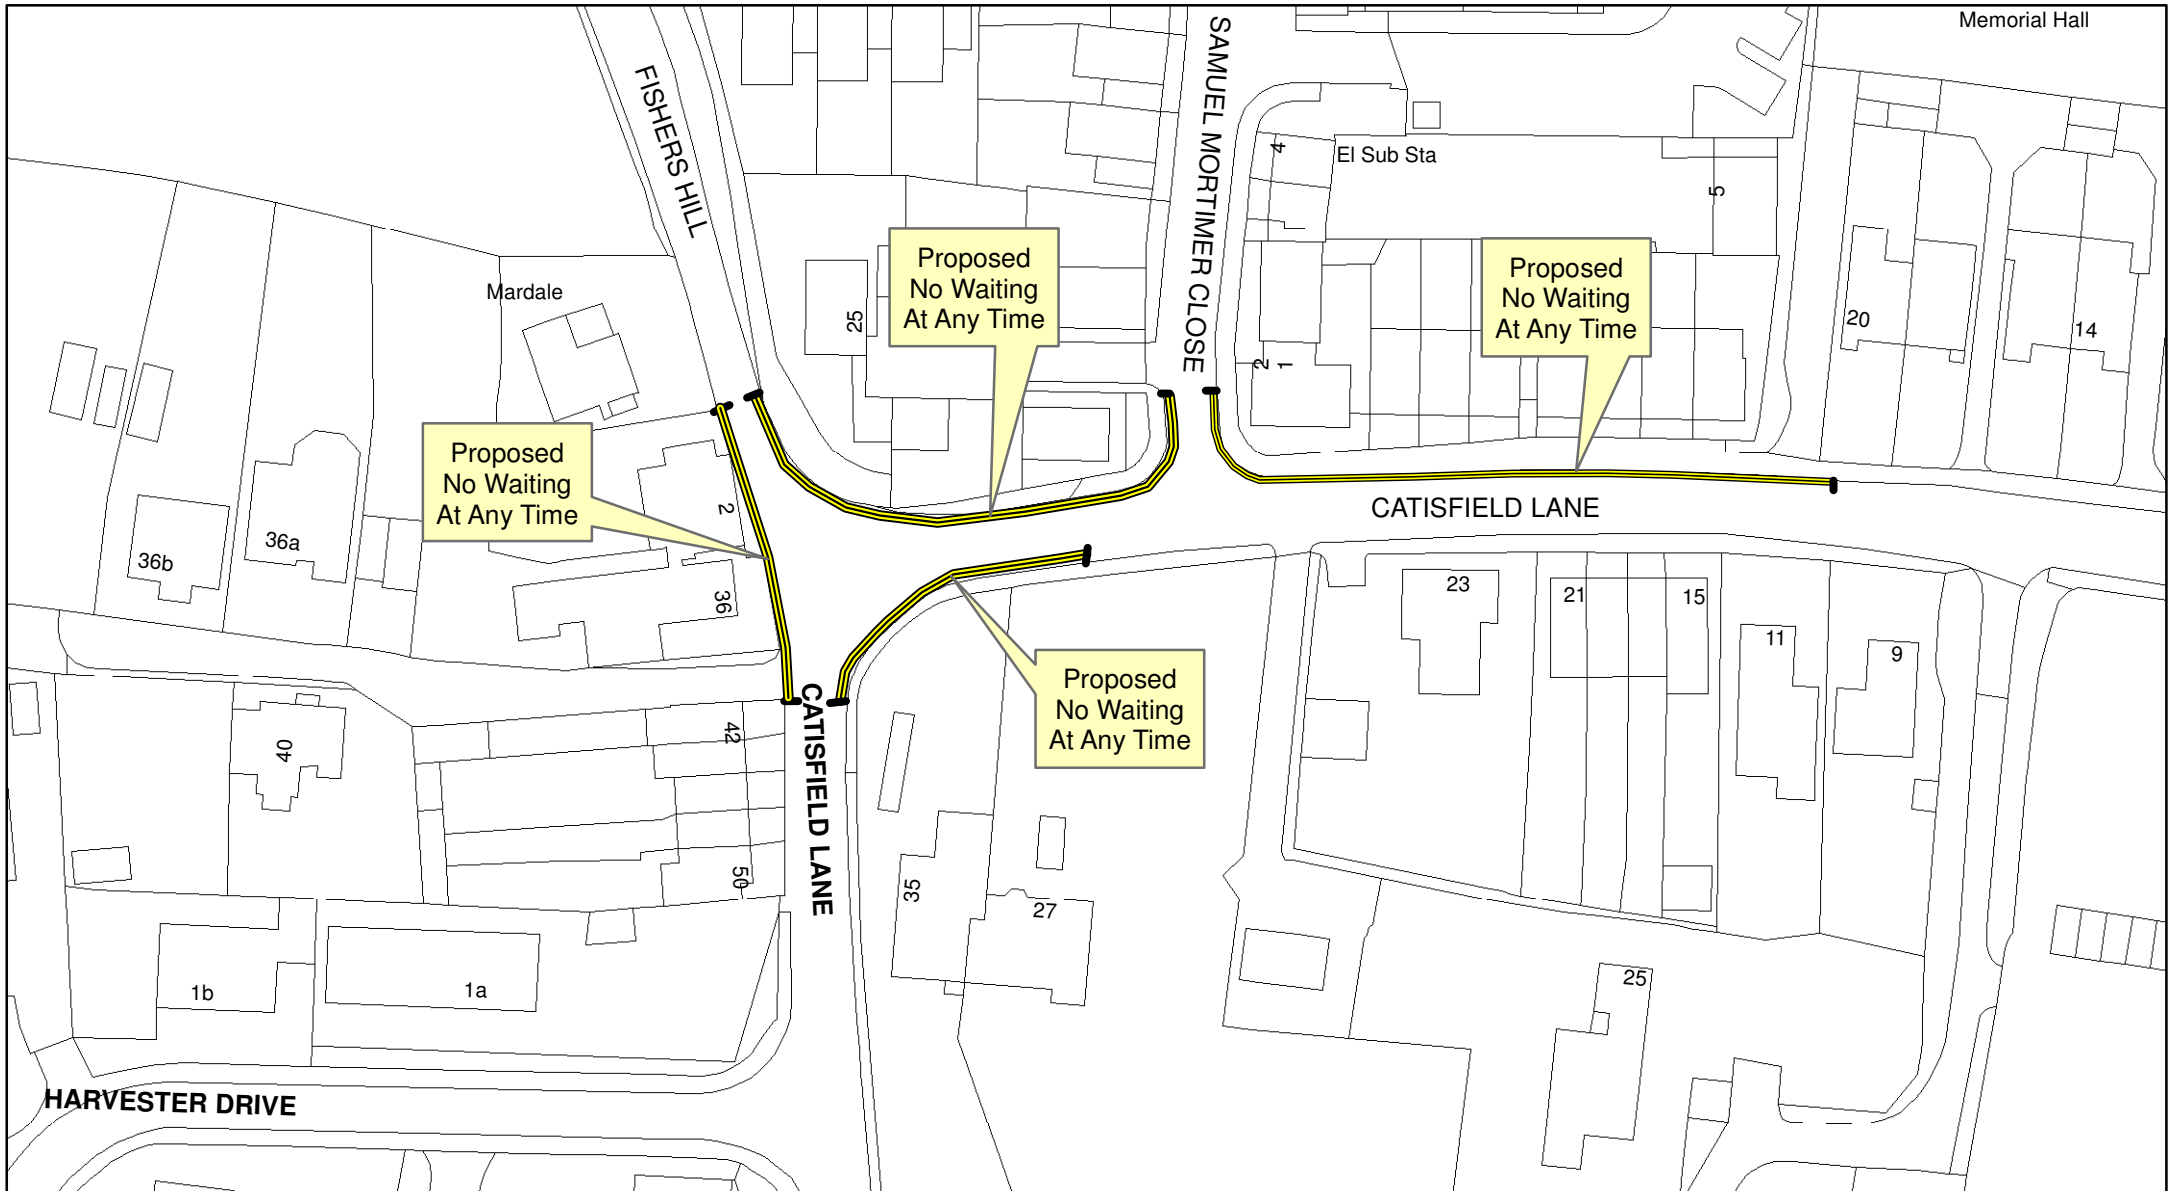 Memorial Hall
FISHERS HILL
SAMUEL MORTIMER CLOSE
4
El Sub Sta
5
Mardale
25
Proposed
No Waiting
At Any Time
Proposed
No Waiting
At Any Time
20
14
2
1
Proposed
No Waiting
At Any Time
2
CATISFIELD LANE
36b
36a
36
23
21
15
11
9
Proposed
No Waiting
At Any Time
40
42
CATISFIELD LANE
50
35
27
1b
1a
25
HARVESTER DRIVE